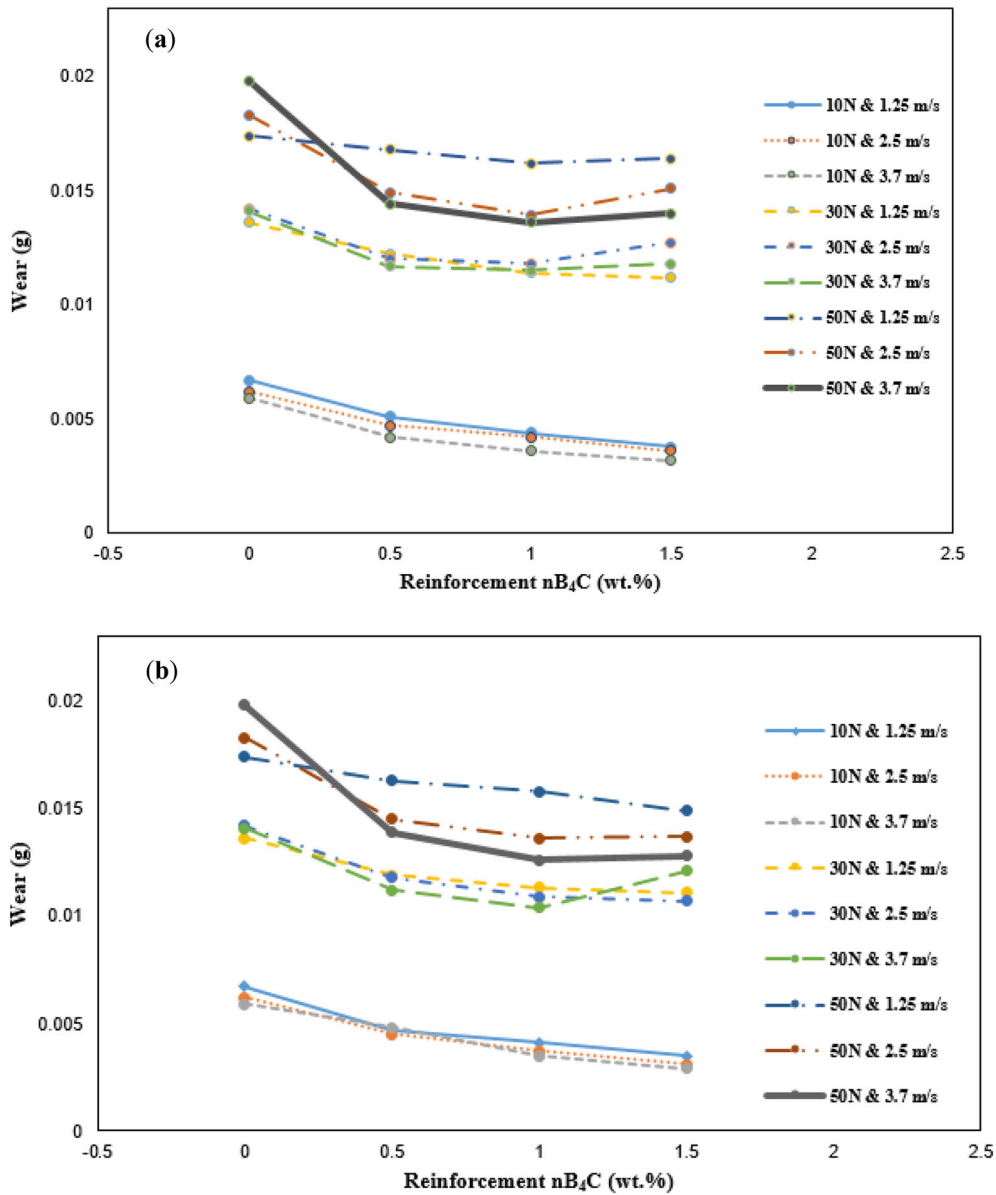 (a)
0.02
0.015
0.01
0.005
0
Wear (g)
-0.5 0 0.5 1 1.5 2 2.5
Reinforcement nB₄C (wt.%)
10N & 1.25 m/s
10N & 2.5 m/s
10N & 3.7 m/s
30N & 1.25 m/s
30N & 2.5 m/s
30N & 3.7 m/s
50N & 1.25 m/s
50N & 2.5 m/s
50N & 3.7 m/s
(b)
0.02
0.015
0.01
0.005
0
Wear (g)
-0.5 0 0.5 1 1.5 2 2.5
Reinforcement nB₄C (wt.%)
10N & 1.25 m/s
10N & 2.5 m/s
10N & 3.7 m/s
30N & 1.25 m/s
30N & 2.5 m/s
30N & 3.7 m/s
50N & 1.25 m/s
50N & 2.5 m/s
50N & 3.7 m/s